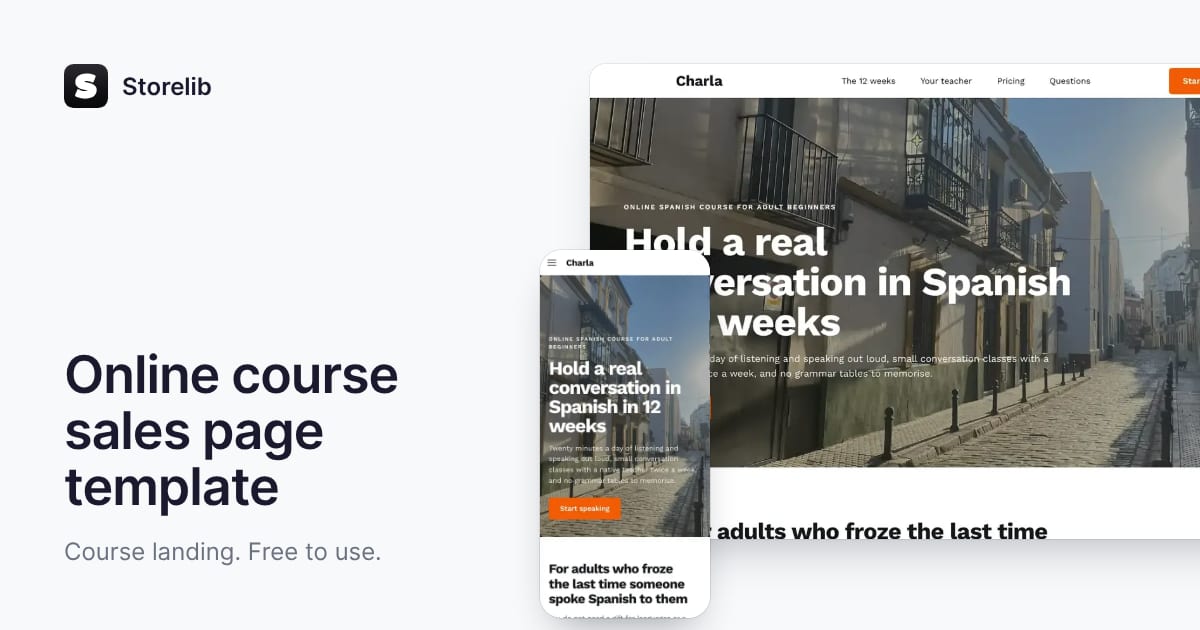 Storelib
Online course
sales page
template
Course landing. Free to use.
Charla
The 12 weeks
Your teacher
Pricing
Questions
Star
ONLINE SPANISH COURSE FOR ADULT BEGINNERS
Hold a real
versation in Spanish
weeks
day of listening and speaking out loud, small conversation classes with a
ce a week, and no grammar tables to memorise.
adults who froze the last time
Charla
ONLINE SPANISH COURSE FOR ADULT
BEGINNERS
Hold a real
conversation in
Spanish in 12
weeks
Twenty minutes a day of listening and
speaking out loud, small conversation
classes with a native teacher twice a week,
and no grammar tables to memorise.
Start speaking
For adults who froze
the last time someone
spoke Spanish to them